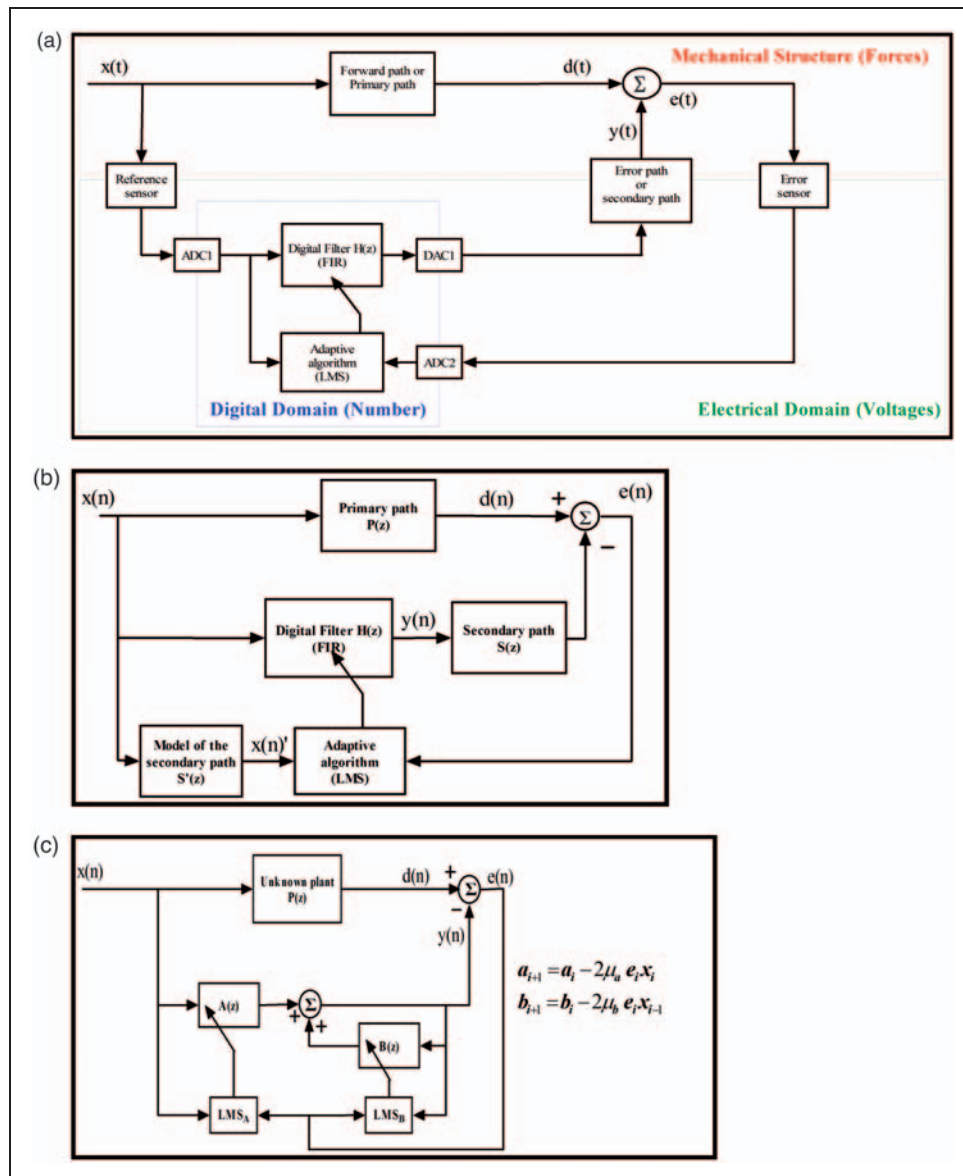 (a)
x(t)
Forward path or
Primary path
d(t)
Mechanical Structure (Forces)
Σ
e(t)
y(t)
Reference
sensor
Error path
or
secondary path
Error
sensor
ADC1
Digital Filter H(z)
(FIR)
DAC1
Adaptive
algorithm
(LMS)
ADC2
Digital Domain (Number)
Electrical Domain (Voltages)
(b)
x(n)
Primary path
P(z)
d(n)
+
e(n)
Σ
−
Digital Filter H(z)
(FIR)
y(n)
Secondary path
S(z)
Model of the
secondary path
S'(z)
x(n)'
Adaptive
algorithm
(LMS)
(c)
x(n)
Unknown plant
P(z)
d(n)
+
e(n)
Σ
−
y(n)
A(z)
Σ
+
+
B(z)
LMS_A
LMS_B
a_{i+1} = a_i − 2μ_a e_i x_i
b_{i+1} = b_i − 2μ_b e_i x_{i−1}